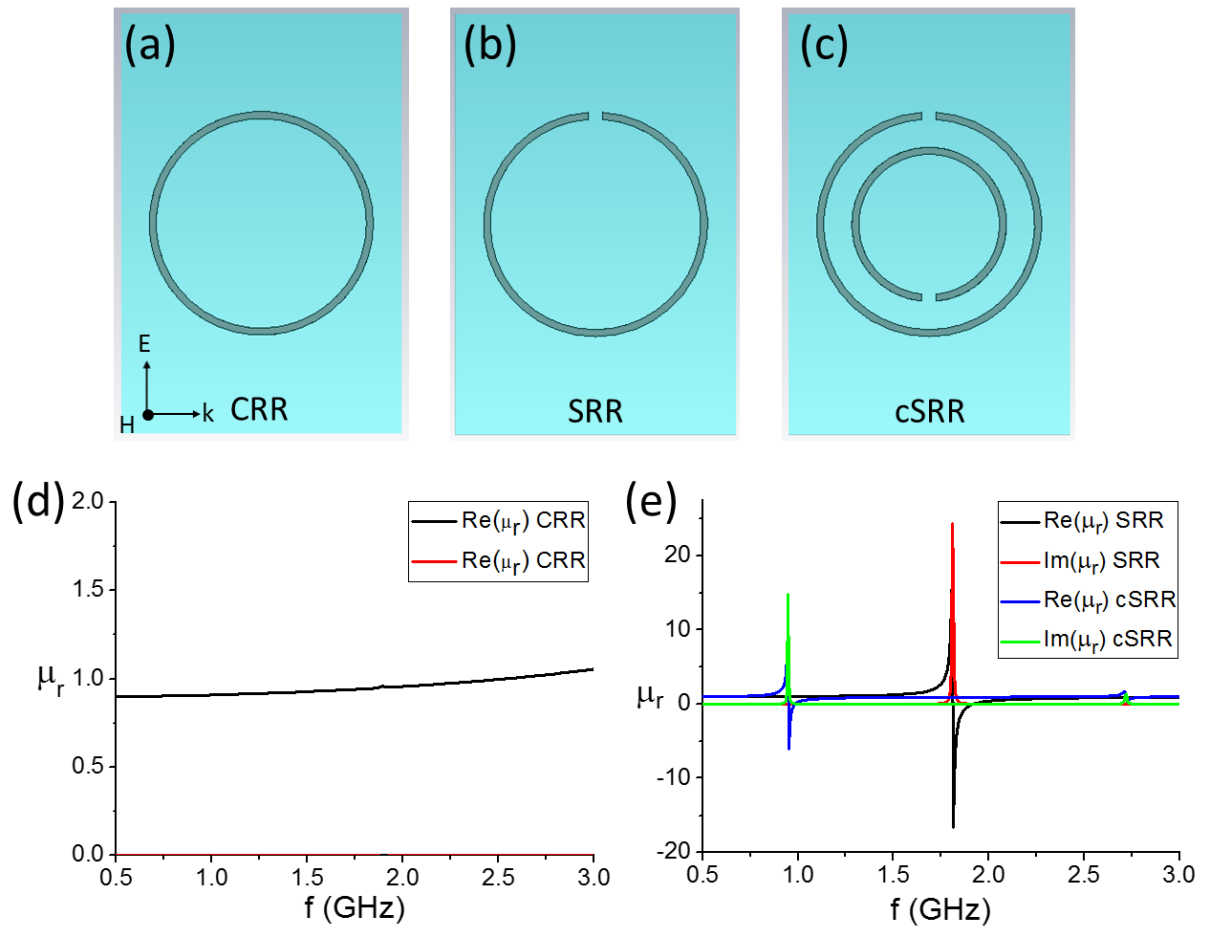 (a)
(b)
(c)
E
H
k
CRR
SRR
cSRR
(d)
2.0
1.5
1.0
0.5
0.0
μr
Re(μr) CRR
Re(μr) CRR
0.5
1.0
1.5
2.0
2.5
3.0
f (GHz)
(e)
20
10
0
-10
-20
μr
Re(μr) SRR
Im(μr) SRR
Re(μr) cSRR
Im(μr) cSRR
0.5
1.0
1.5
2.0
2.5
3.0
f (GHz)